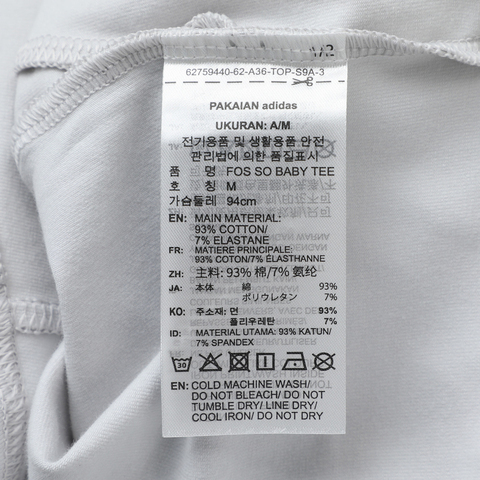 62759440-62-A36-TOP-S9A-3
PAKAIAN adidas
UKURAN: A/M
전기용품 및 생활용품 안전
관리법에 의한 품질표시
품 명 FOS SO BABY TEE
호 칭 M
가슴둘레 94cm
EN: MAIN MATERIAL:
93% COTTON/
7% ELASTANE
FR: MATIERE PRINCIPALE:
93% COTON/7% ÉLASTHANNE
ZH: 主料: 93% 棉/7% 氨纶
JA: 本体 綿 93%
ポリウレタン 7%
KO: 주소재: 면 93%
폴리우레탄 7%
ID: MATERIAL UTAMA: 93% KATUN/
7% SPANDEX
30
EN: COLD MACHINE WASH/
DO NOT BLEACH/ DO NOT
TUMBLE DRY/ LINE DRY/
COOL IRON/ DO NOT DRY